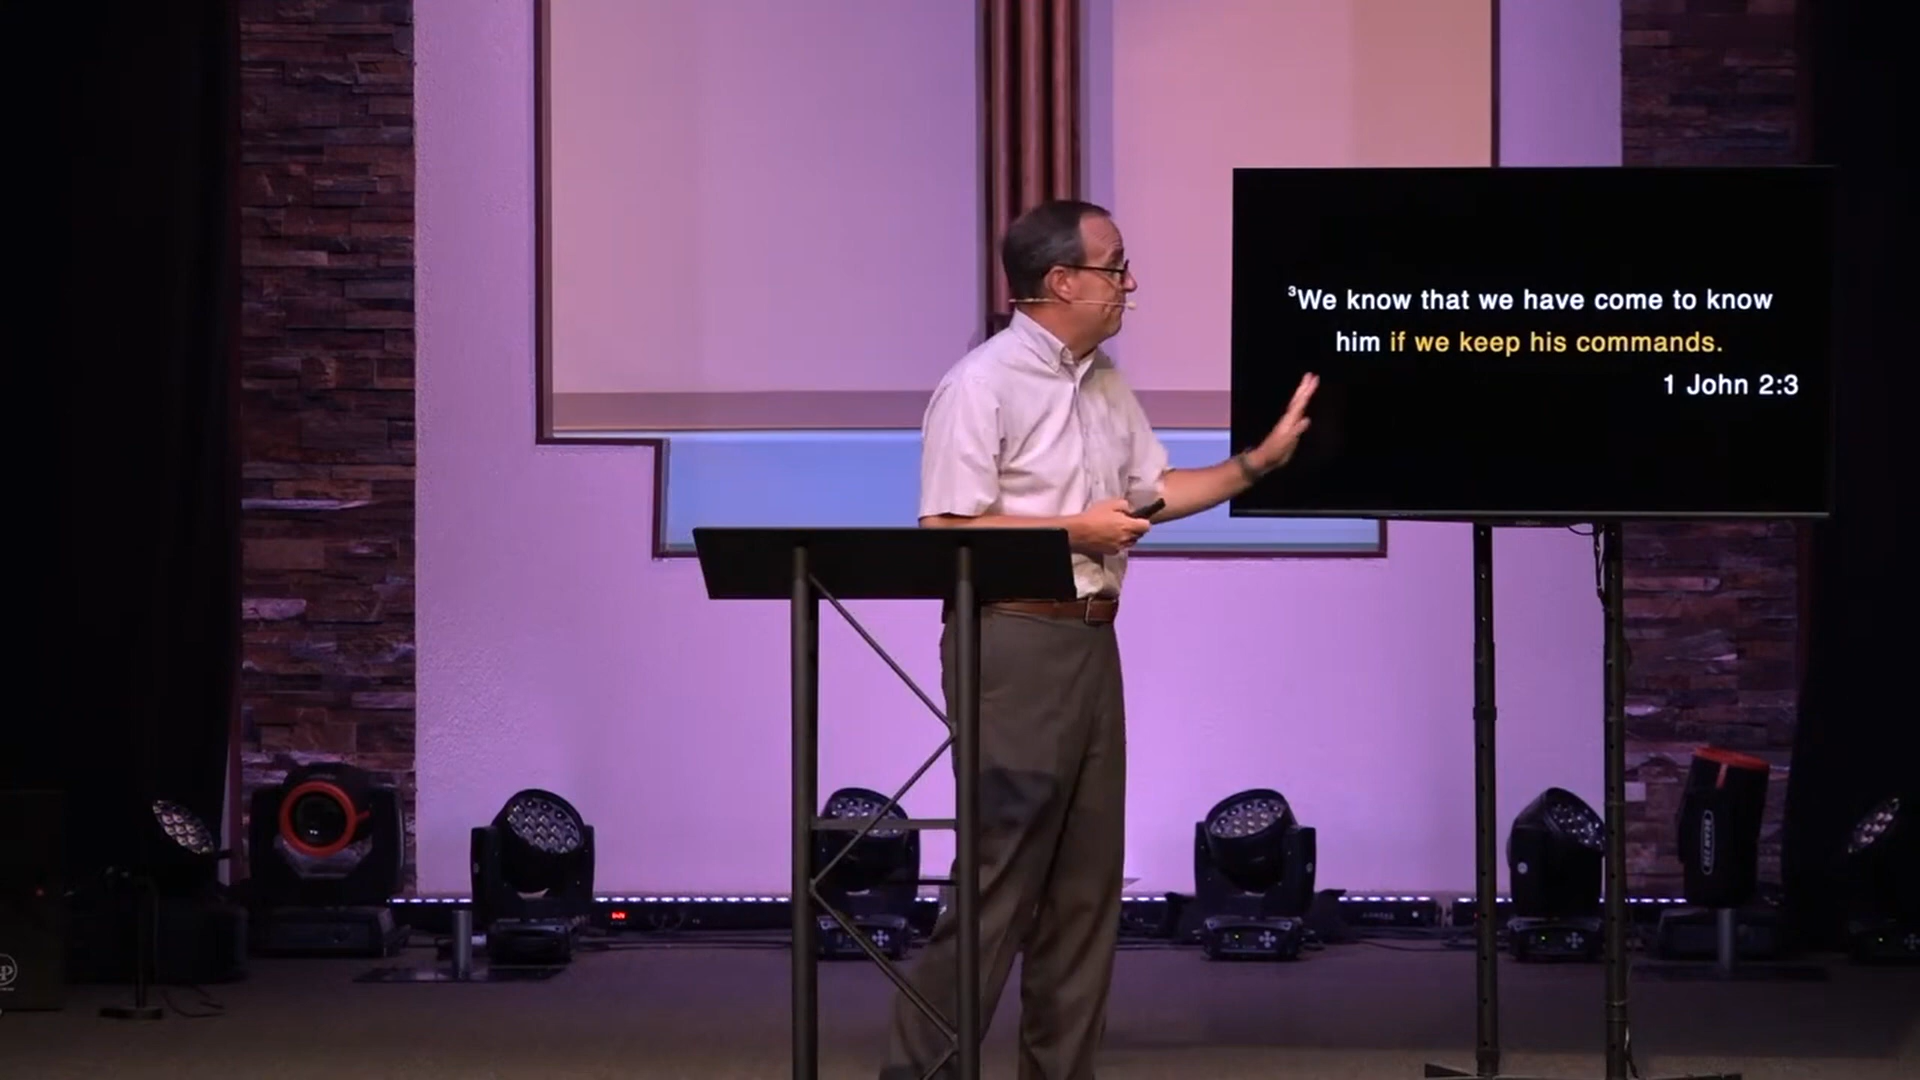 ³We know that we have come to know
him if we keep his commands.
1 John 2:3